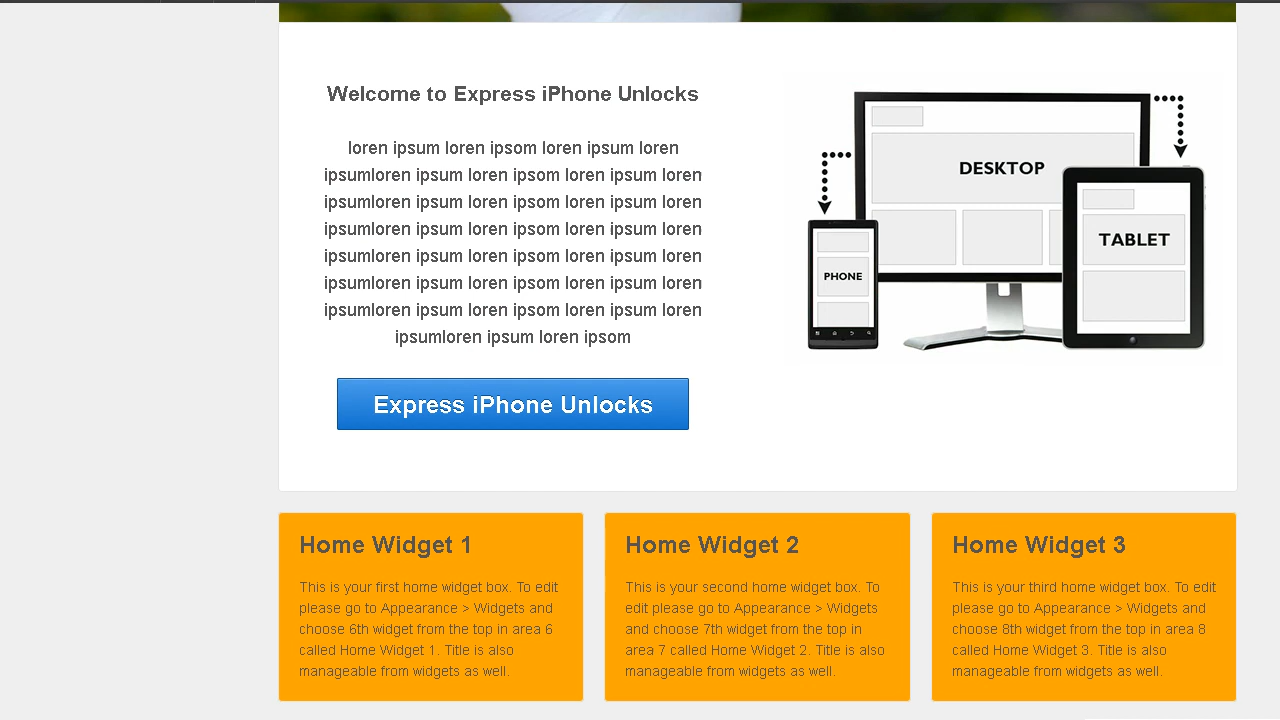 Welcome to Express iPhone Unlocks
loren ipsum loren ipsom loren ipsum loren
ipsumloren ipsum loren ipsom loren ipsum loren
ipsumloren ipsum loren ipsom loren ipsum loren
ipsumloren ipsum loren ipsom loren ipsum loren
ipsumloren ipsum loren ipsom loren ipsum loren
ipsumloren ipsum loren ipsom loren ipsum loren
ipsumloren ipsum loren ipsom loren ipsum loren
ipsumloren ipsum loren ipsom
Express iPhone Unlocks
DESKTOP
TABLET
PHONE
Home Widget 1
This is your first home widget box. To edit
please go to Appearance > Widgets and
choose 6th widget from the top in area 6
called Home Widget 1. Title is also
manageable from widgets as well.
Home Widget 2
This is your second home widget box. To
edit please go to Appearance > Widgets
and choose 7th widget from the top in
area 7 called Home Widget 2. Title is also
manageable from widgets as well.
Home Widget 3
This is your third home widget box. To edit
please go to Appearance > Widgets and
choose 8th widget from the top in area 8
called Home Widget 3. Title is also
manageable from widgets as well.